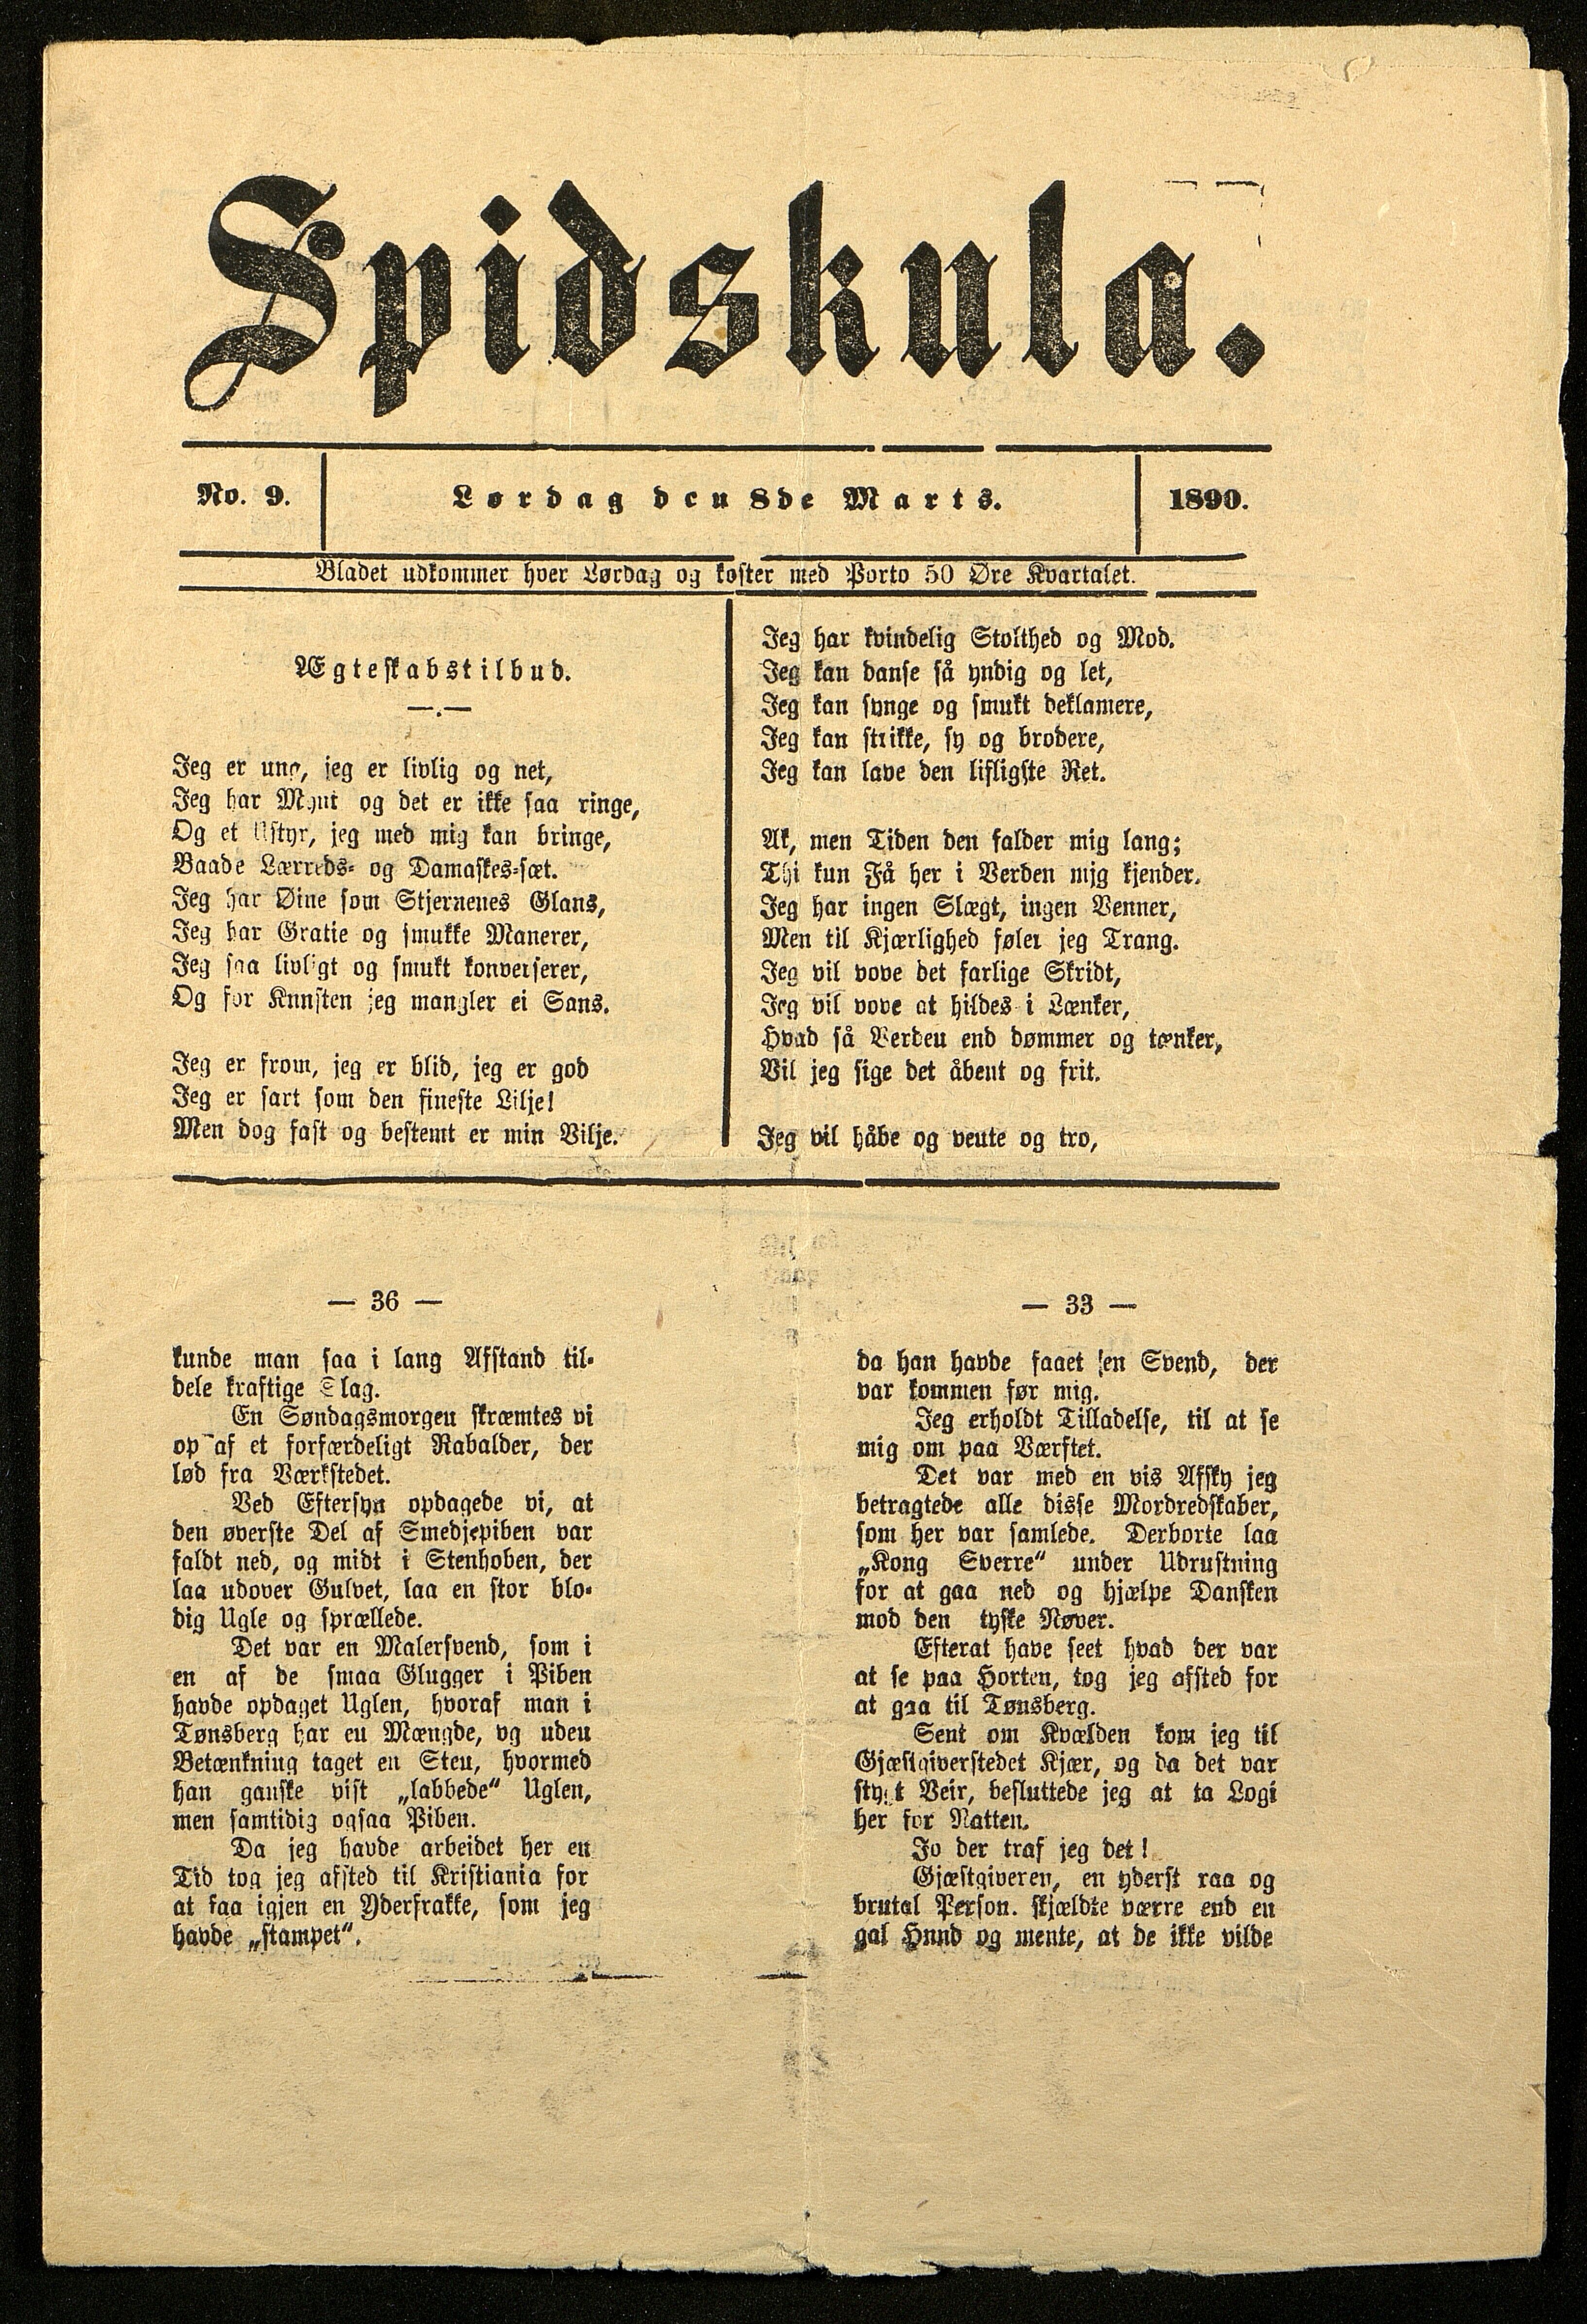 Spidskula.
No. 9.
Lørdag den 8de Marts.
1890.
Bladet udkommer hver Lørdag og koster med Porto 50 Øre Kvartalet.
Ægteskabstilbud.
Jeg er ung, jeg er livlig og net,
Jeg har Mynt og det er ikke saa ringe,
Og et Ustyr, jeg med mig kan bringe,
Baade Lærreds- og Damaskes-sæt.
Jeg har Øine som Stjernenes Glans,
Jeg har Gratie og smukke Manerer,
Jeg saa livligt og smukt konverserer,
Og for Knnsten jeg mangler ei Sans.
Jeg er from, jeg er blid, jeg er god
Jeg er sart som den fineste Lilje!
Men dog fast og bestemt er min Vilje.
Jeg har kvindelig Stolthed og Mod.
Jeg kan danse så yndig og let,
Jeg kan synge og smukt deklamere,
Jeg kan strikke, sy og brodere,
Jeg kan lave den lifligste Ret.
Ak, men Tiden den falder mig lang;
Thi kun Få her i Verden mig kjender.
Jeg har ingen Slægt, ingen Venner,
Men til Kjærlighed føler jeg Trang.
Jeg vil vove det farlige Skridt,
Jeg vil vove at hildes i Lænker,
Hvad så Verdeu end dømmer og tænker,
Vil jeg sige det åbent og frit.
Jeg vil håbe og veute og tro,
— 36 —
kunde man saa i lang Afstand til-
dele kraftige Slag.
En Søndagsmorgen skræmtes vi
op af et forfærdeligt Rabalder, der
lød fra Værkstedet.
Ved Eftersyn opdagede vi, at
den øverste Del af Smedjepiben var
faldt ned, og midt i Stenhoben, der
laa udover Gulvet, laa en stor blo-
dig Ugle og sprællede.
Det var en Malersvend, som i
en af de smaa Glugger i Piben
havde opdaget Uglen, hvoraf man i
Tønsberg har eu Mængde, og udeu
Betænkning taget en Steu, hvormed
han ganske vist „labbede“ Uglen,
men samtidig ogsaa Piben.
Da jeg havde arbeidet her en
Tid tog jeg afsted til Kristiania for
at faa igjen en Yderfrakke, som jeg
havde „stampet“.
— 33 —
da han havde faaet en Svend, der
var kommen før mig.
Jeg erholdt Tilladelse, til at se
mig om paa Værftet.
Det var med en vis Afsky jeg
betragtede alle disse Mordredskaber,
som her var samlede. Derborte laa
„Kong Sverre“ under Udrustning
for at gaa ned og hjælpe Dansken
mod den tyske Røver.
Efterat have seet hvad der var
at se paa Horten, tog jeg afsted for
at gaa til Tønsberg.
Sent om Kvælden kom jeg til
Gjæstgiverstedet Kjær, og da det var
stygt Veir, besluttede jeg at ta Logi
her for Natten.
Jo der traf jeg det!
Gjæstgiveren, en yderst raa og
brutal Person. skjældte værre end en
gal Hnnd og mente, at de ikke vilde